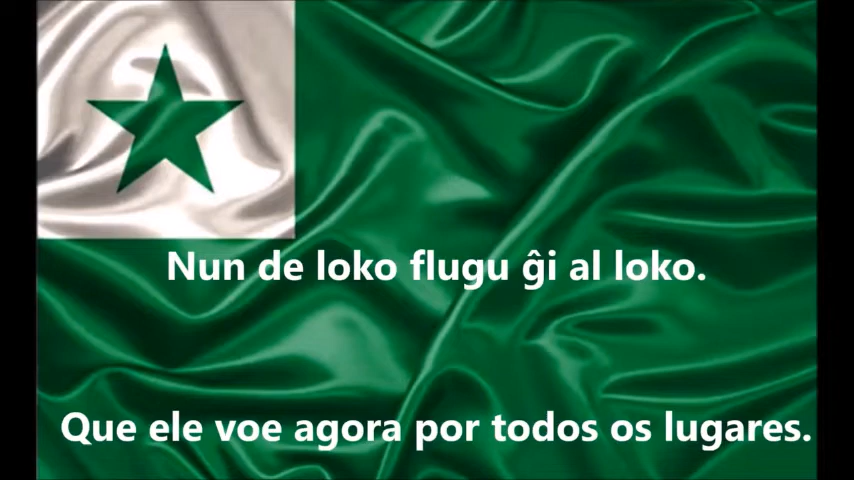 Nun de loko flugu ĝi al loko.
Que ele voe agora por todos os lugares.